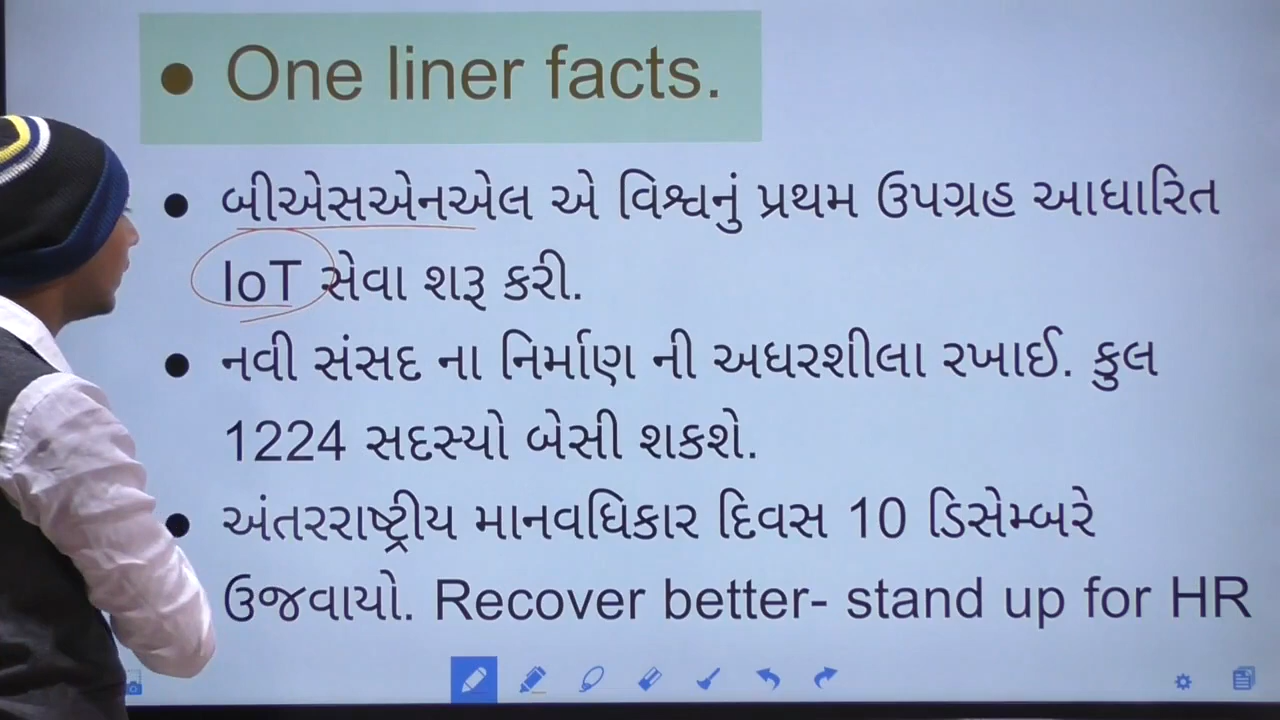 • One liner facts.
• બીએસએનએલ એ વિશ્વનું પ્રથમ ઉપગ્રહ આધારિત
IoT સેવા શરૂ કરી.
• નવી સંસદ ના નિર્માણ ની અધરશીલા રખાઈ. કુલ
1224 સદસ્યો બેસી શકશે.
• અંતરરાષ્ટ્રીય માનવધિકાર દિવસ 10 ડિસેમ્બરે
ઉજવાયો. Recover better- stand up for HR